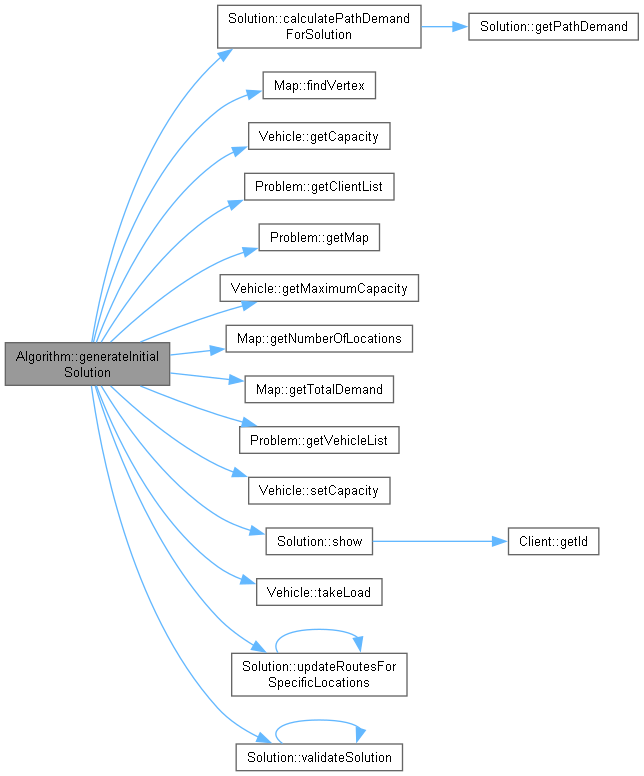 Solution::calculatePathDemand
ForSolution
Solution::getPathDemand
Map::findVertex
Vehicle::getCapacity
Problem::getClientList
Problem::getMap
Vehicle::getMaximumCapacity
Algorithm::generateInitial
Solution
Map::getNumberOfLocations
Map::getTotalDemand
Problem::getVehicleList
Vehicle::setCapacity
Solution::show
Client::getId
Vehicle::takeLoad
Solution::updateRoutesFor
SpecificLocations
Solution::validateSolution